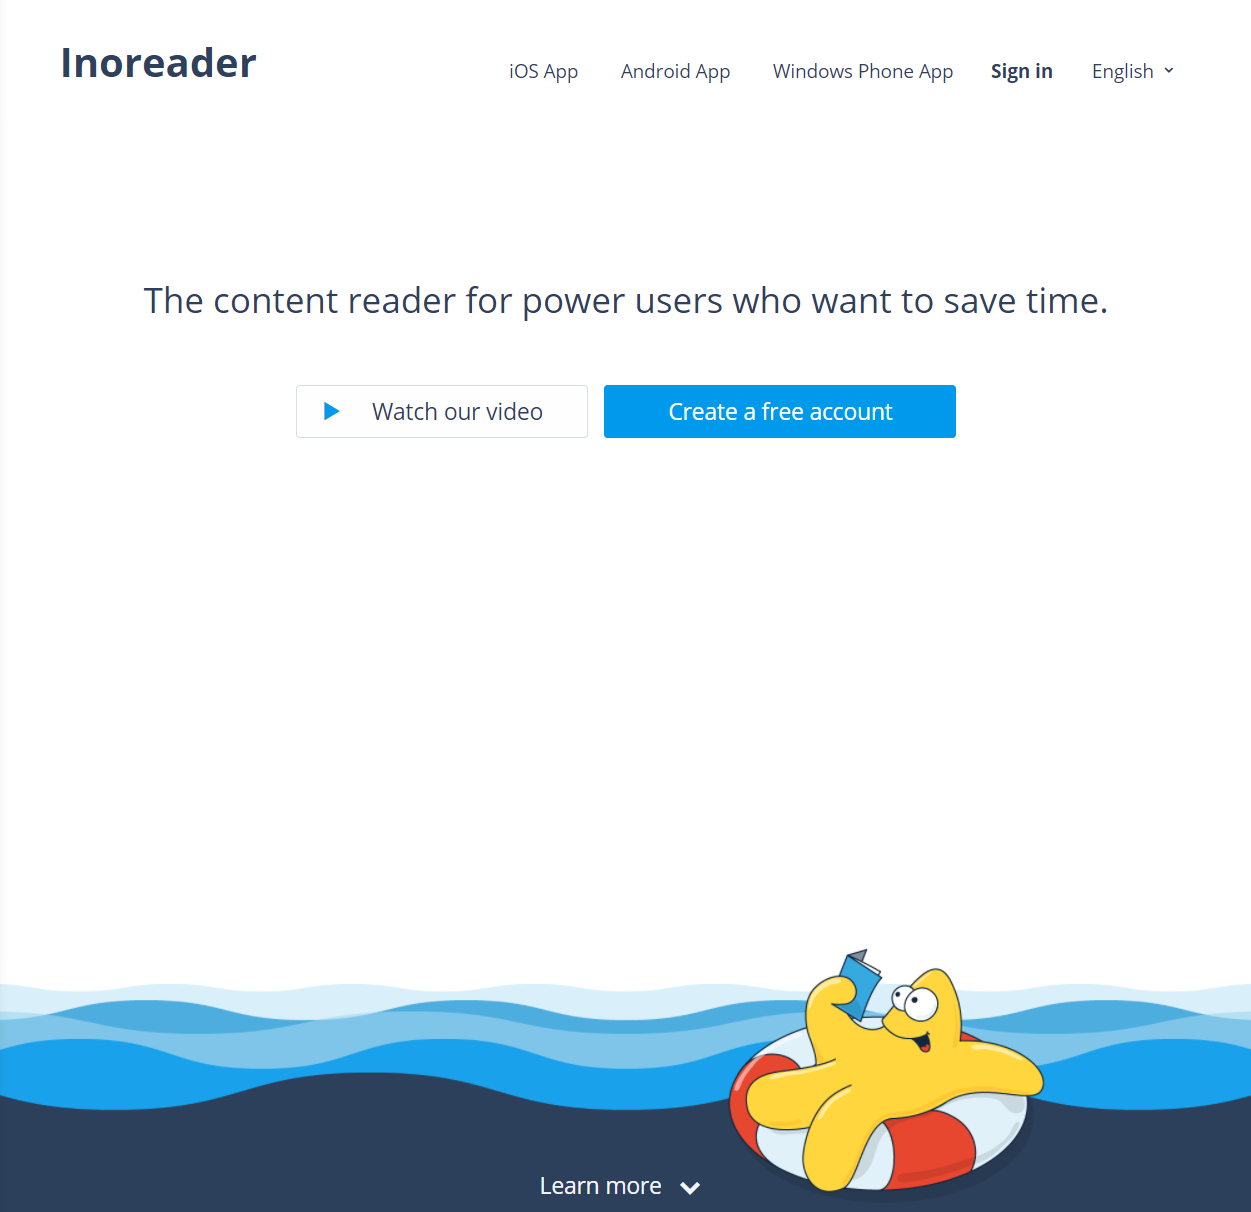 Inoreader
iOS App Android App Windows Phone App Sign in English
The content reader for power users who want to save time.
Watch our video
Create a free account
Learn more